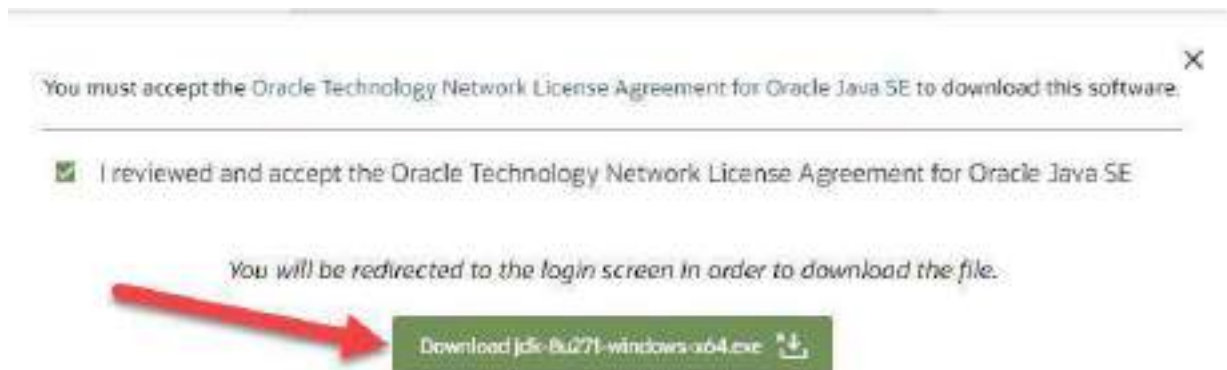 You must accept the Oracle Technology Network License Agreement for Oracle Java SE to download this software.
I reviewed and accept the Oracle Technology Network License Agreement for Oracle Java SE
You will be redirected to the login screen in order to download the file.
Download jdk-8u271-windows-x64.exe